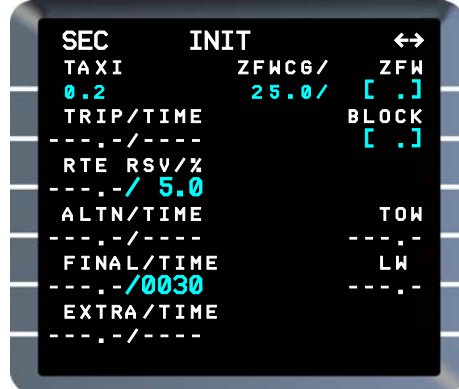 SEC INIT ↔
TAXI ZFWCG/ ZFW
0.2 25.0/ [ .]
TRIP/TIME BLOCK
---.-/---- [ .]
RTE RSV/%
---.-/ 5.0
ALTN/TIME TOW
---.-/---- ---.-
FINAL/TIME LW
---.-/0030 ---.-
EXTRA/TIME
---.-/----